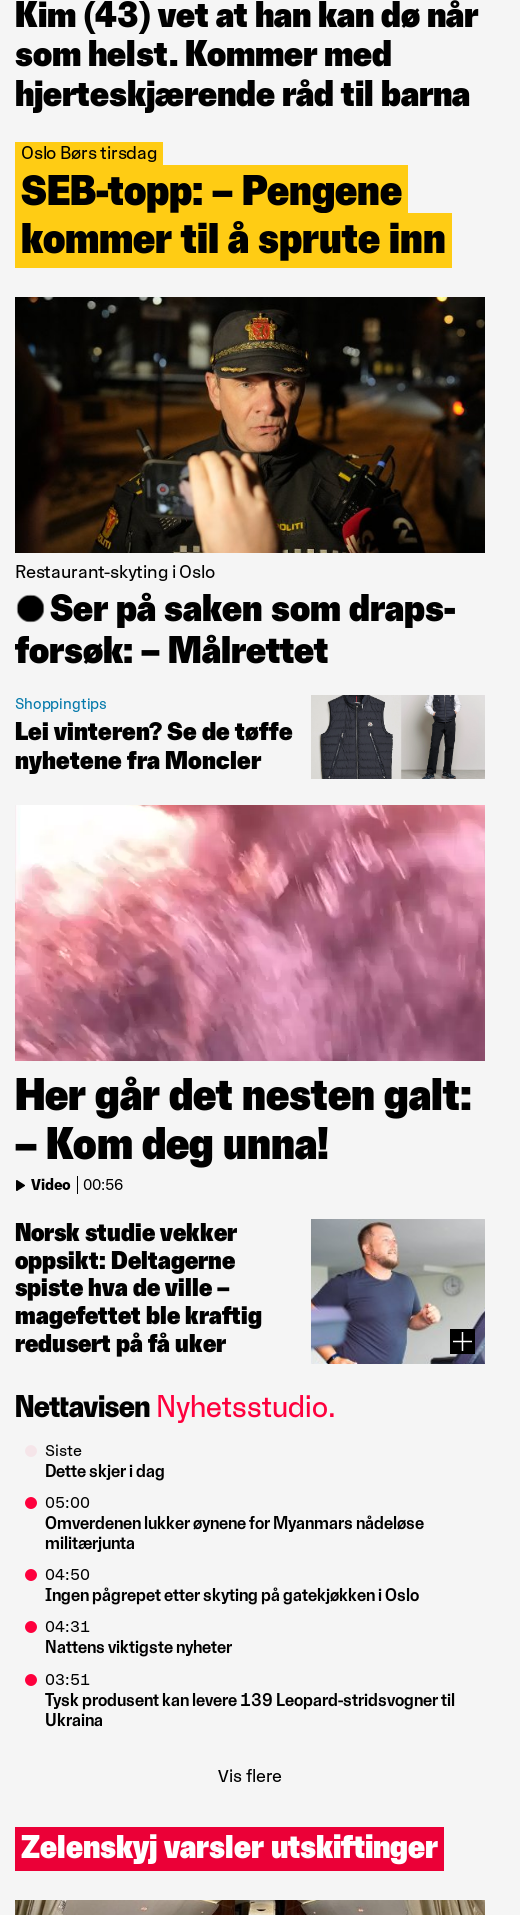 Kim (43) vet at han kan dø når
som helst. Kommer med
hjerteskjærende råd til barna
Oslo Børs tirsdag
SEB-topp: – Pengene
kommer til å sprute inn
POLITI
2
Restaurant-skyting i Oslo
Ser på saken som draps-
forsøk: – Målrettet
Shoppingtips
Lei vinteren? Se de tøffe
nyhetene fra Moncler
Her går det nesten galt:
– Kom deg unna!
Video | 00:56
Norsk studie vekker
oppsikt: Deltagerne
spiste hva de ville –
magefettet ble kraftig
redusert på få uker
Nettavisen Nyhetsstudio.
Siste
Dette skjer i dag
05:00
Omverdenen lukker øynene for Myanmars nådeløse
militærjunta
04:50
Ingen pågrepet etter skyting på gatekjøkken i Oslo
04:31
Nattens viktigste nyheter
03:51
Tysk produsent kan levere 139 Leopard-stridsvogner til
Ukraina
Vis flere
Zelenskyj varsler utskiftinger